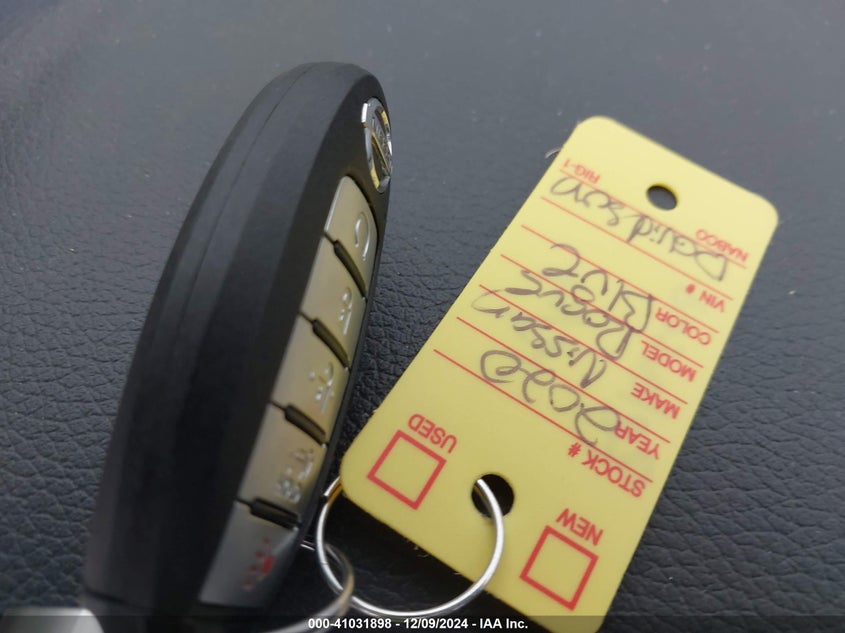 NEW USED
STOCK #
YEAR 2020
MAKE Nissan
MODEL Rogue
COLOR BLUE
VIN #
Davidson
NABCO RIG-1
000-41031898 - 12/09/2024 - IAA Inc.